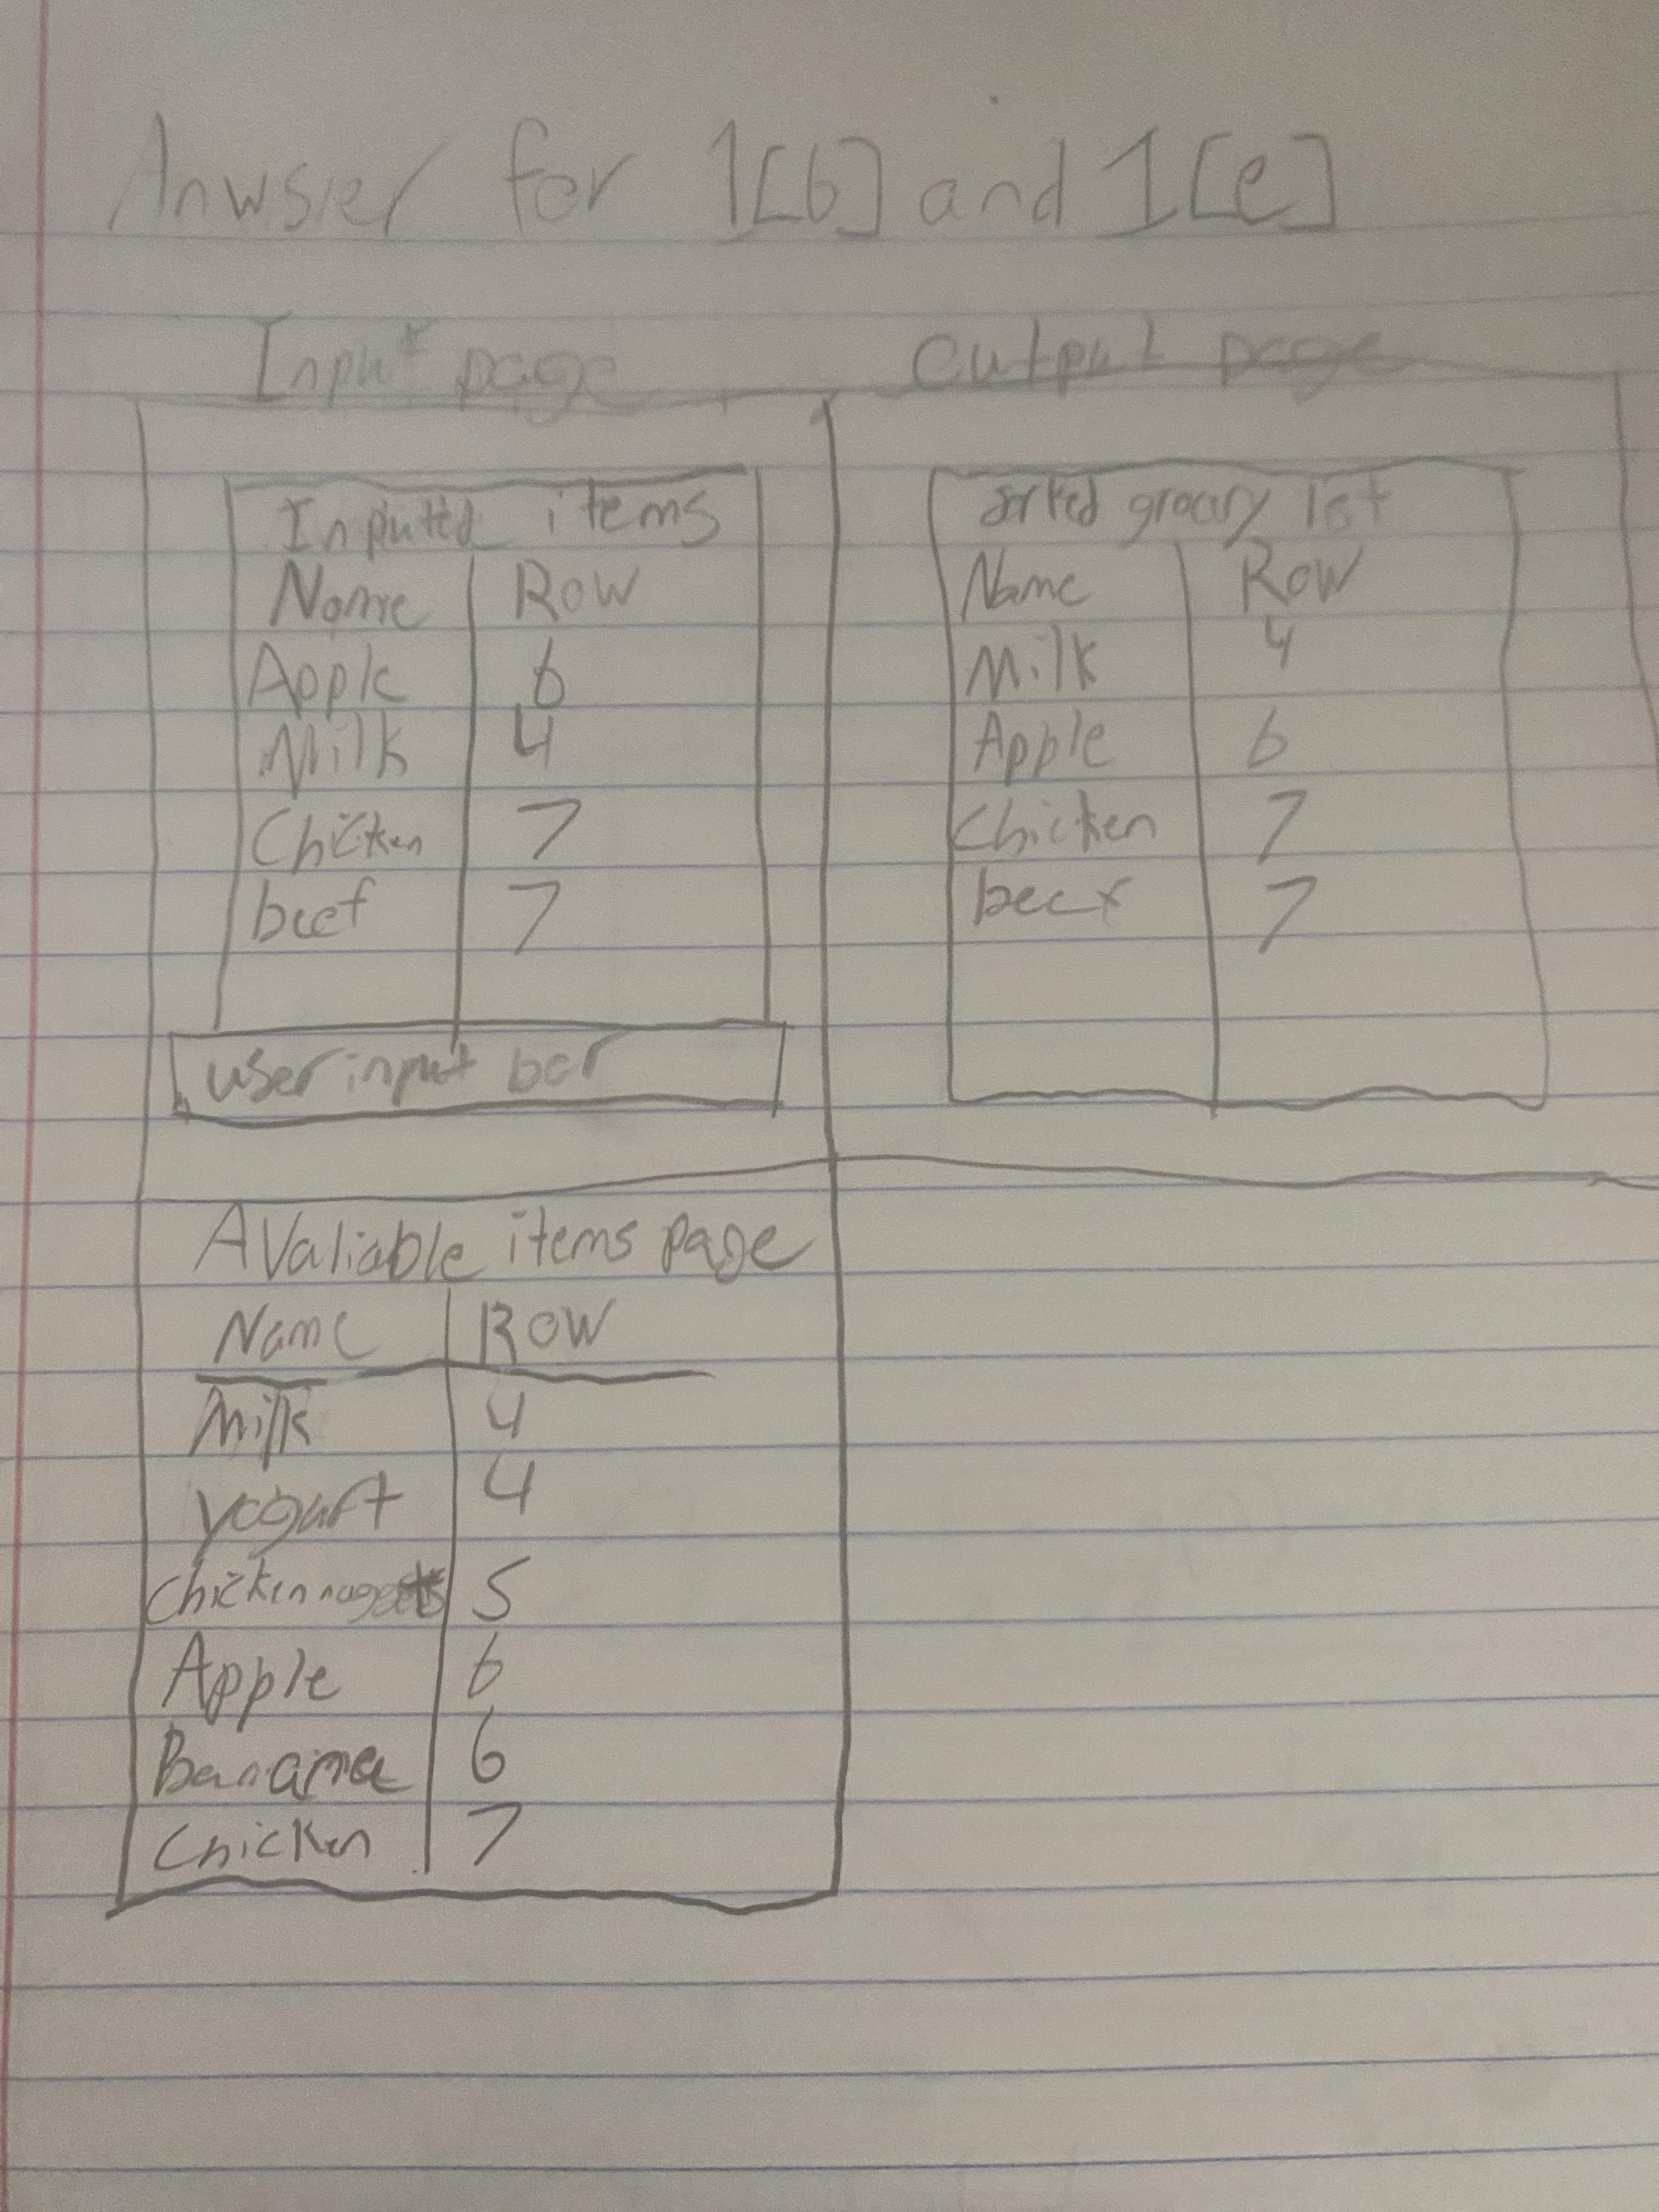 Anwsier for 1[b] and 1[e]
Input page
Inputted items
Name Row
Apple 6
Milk 4
Chicken 7
beef 7
user input bar
output page
sorted grocery list
Name Row
Milk 4
Apple 6
Chicken 7
beef 7
AValiable items page
Name Row
Milk 4
yogurt 4
Chicken nuggets 5
Apple 6
Banana 6
Chicken 7